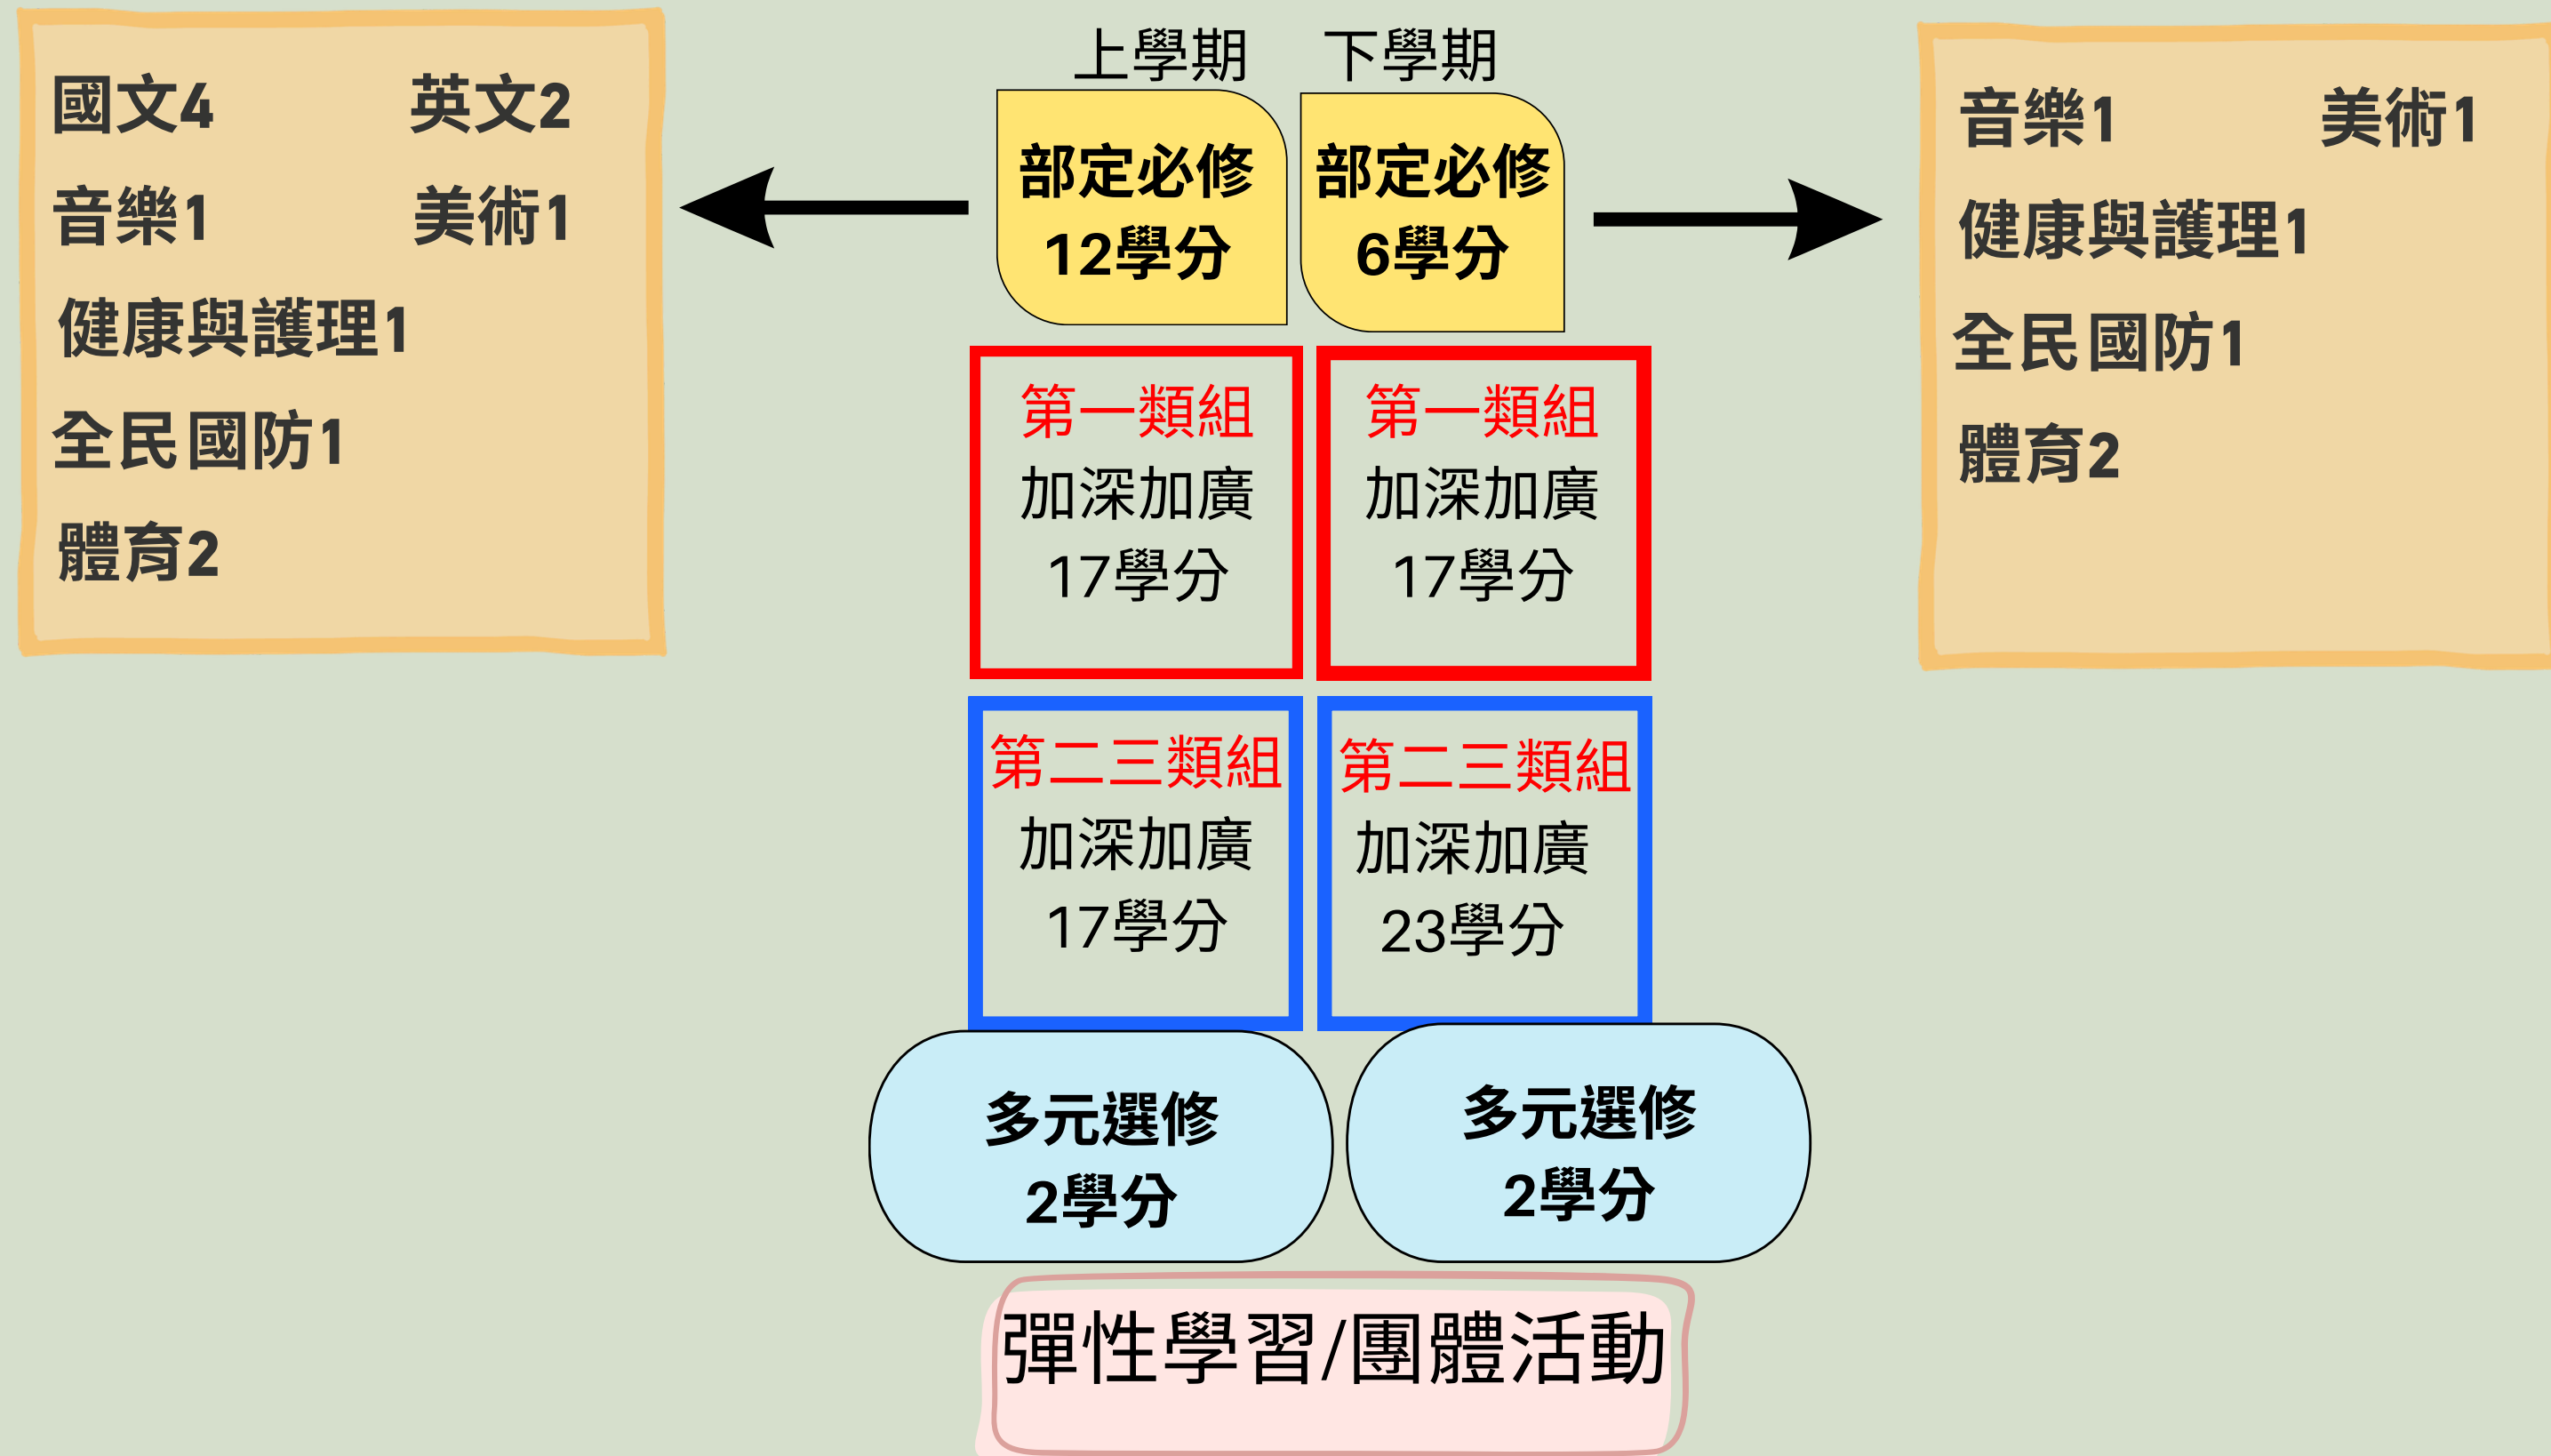 國文4 英文2
音樂1 美術1
健康與護理1
全民國防1
體育2
上學期 下學期
部定必修
12學分
部定必修
6學分
第一類組
加深加廣
17學分
第一類組
加深加廣
17學分
第二三類組
加深加廣
17學分
第二三類組
加深加廣
23學分
多元選修
2學分
多元選修
2學分
彈性學習/團體活動
音樂1 美術1
健康與護理1
全民國防1
體育2